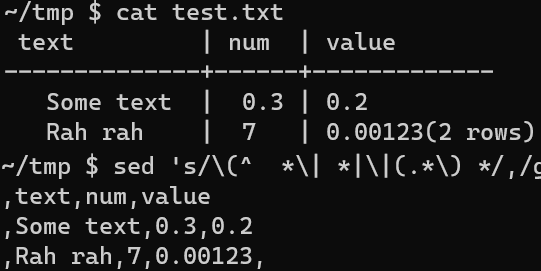 ~/tmp $ cat test.txt
 text         | num  | value
--------------+------+-------------
   Some text  |  0.3 | 0.2
   Rah rah    |  7   | 0.00123(2 rows)
~/tmp $ sed 's/\(^  *\| *|\|(.*\) */,/g
,text,num,value
,Some text,0.3,0.2
,Rah rah,7,0.00123,